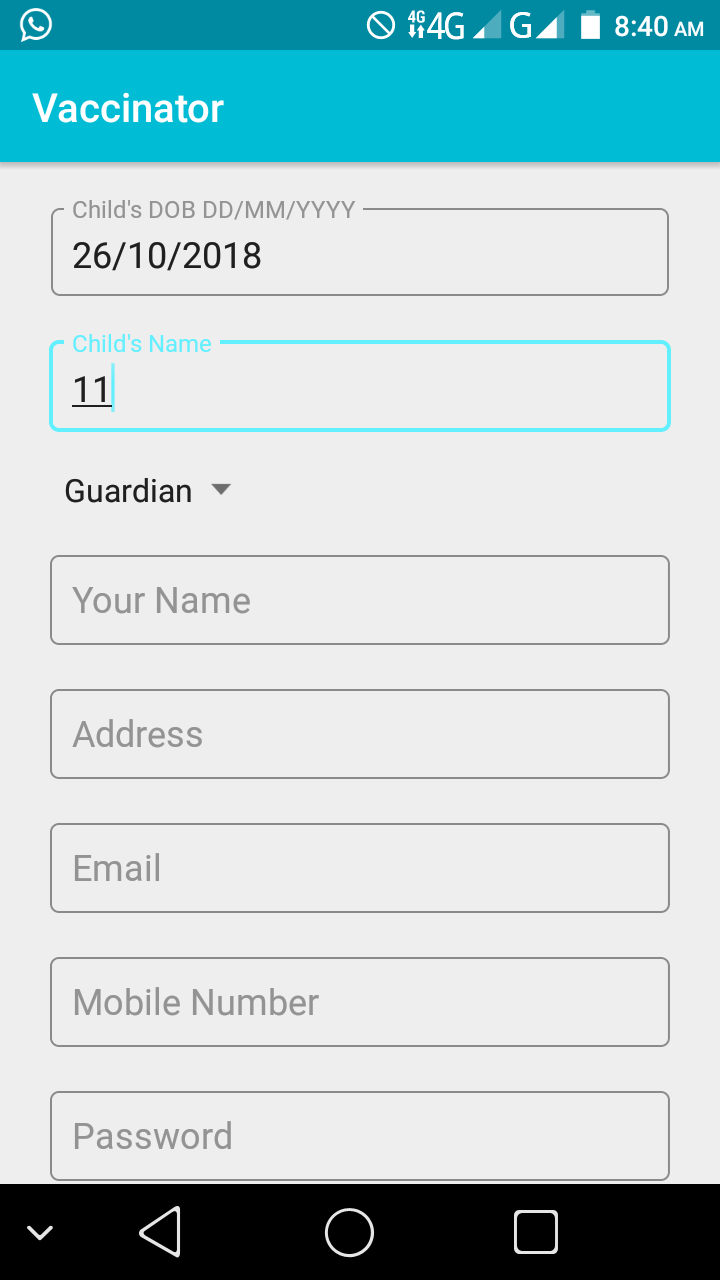 4G 4G G 8:40 AM
Vaccinator
Child's DOB DD/MM/YYYY
26/10/2018
Child's Name
11
Guardian
Your Name
Address
Email
Mobile Number
Password